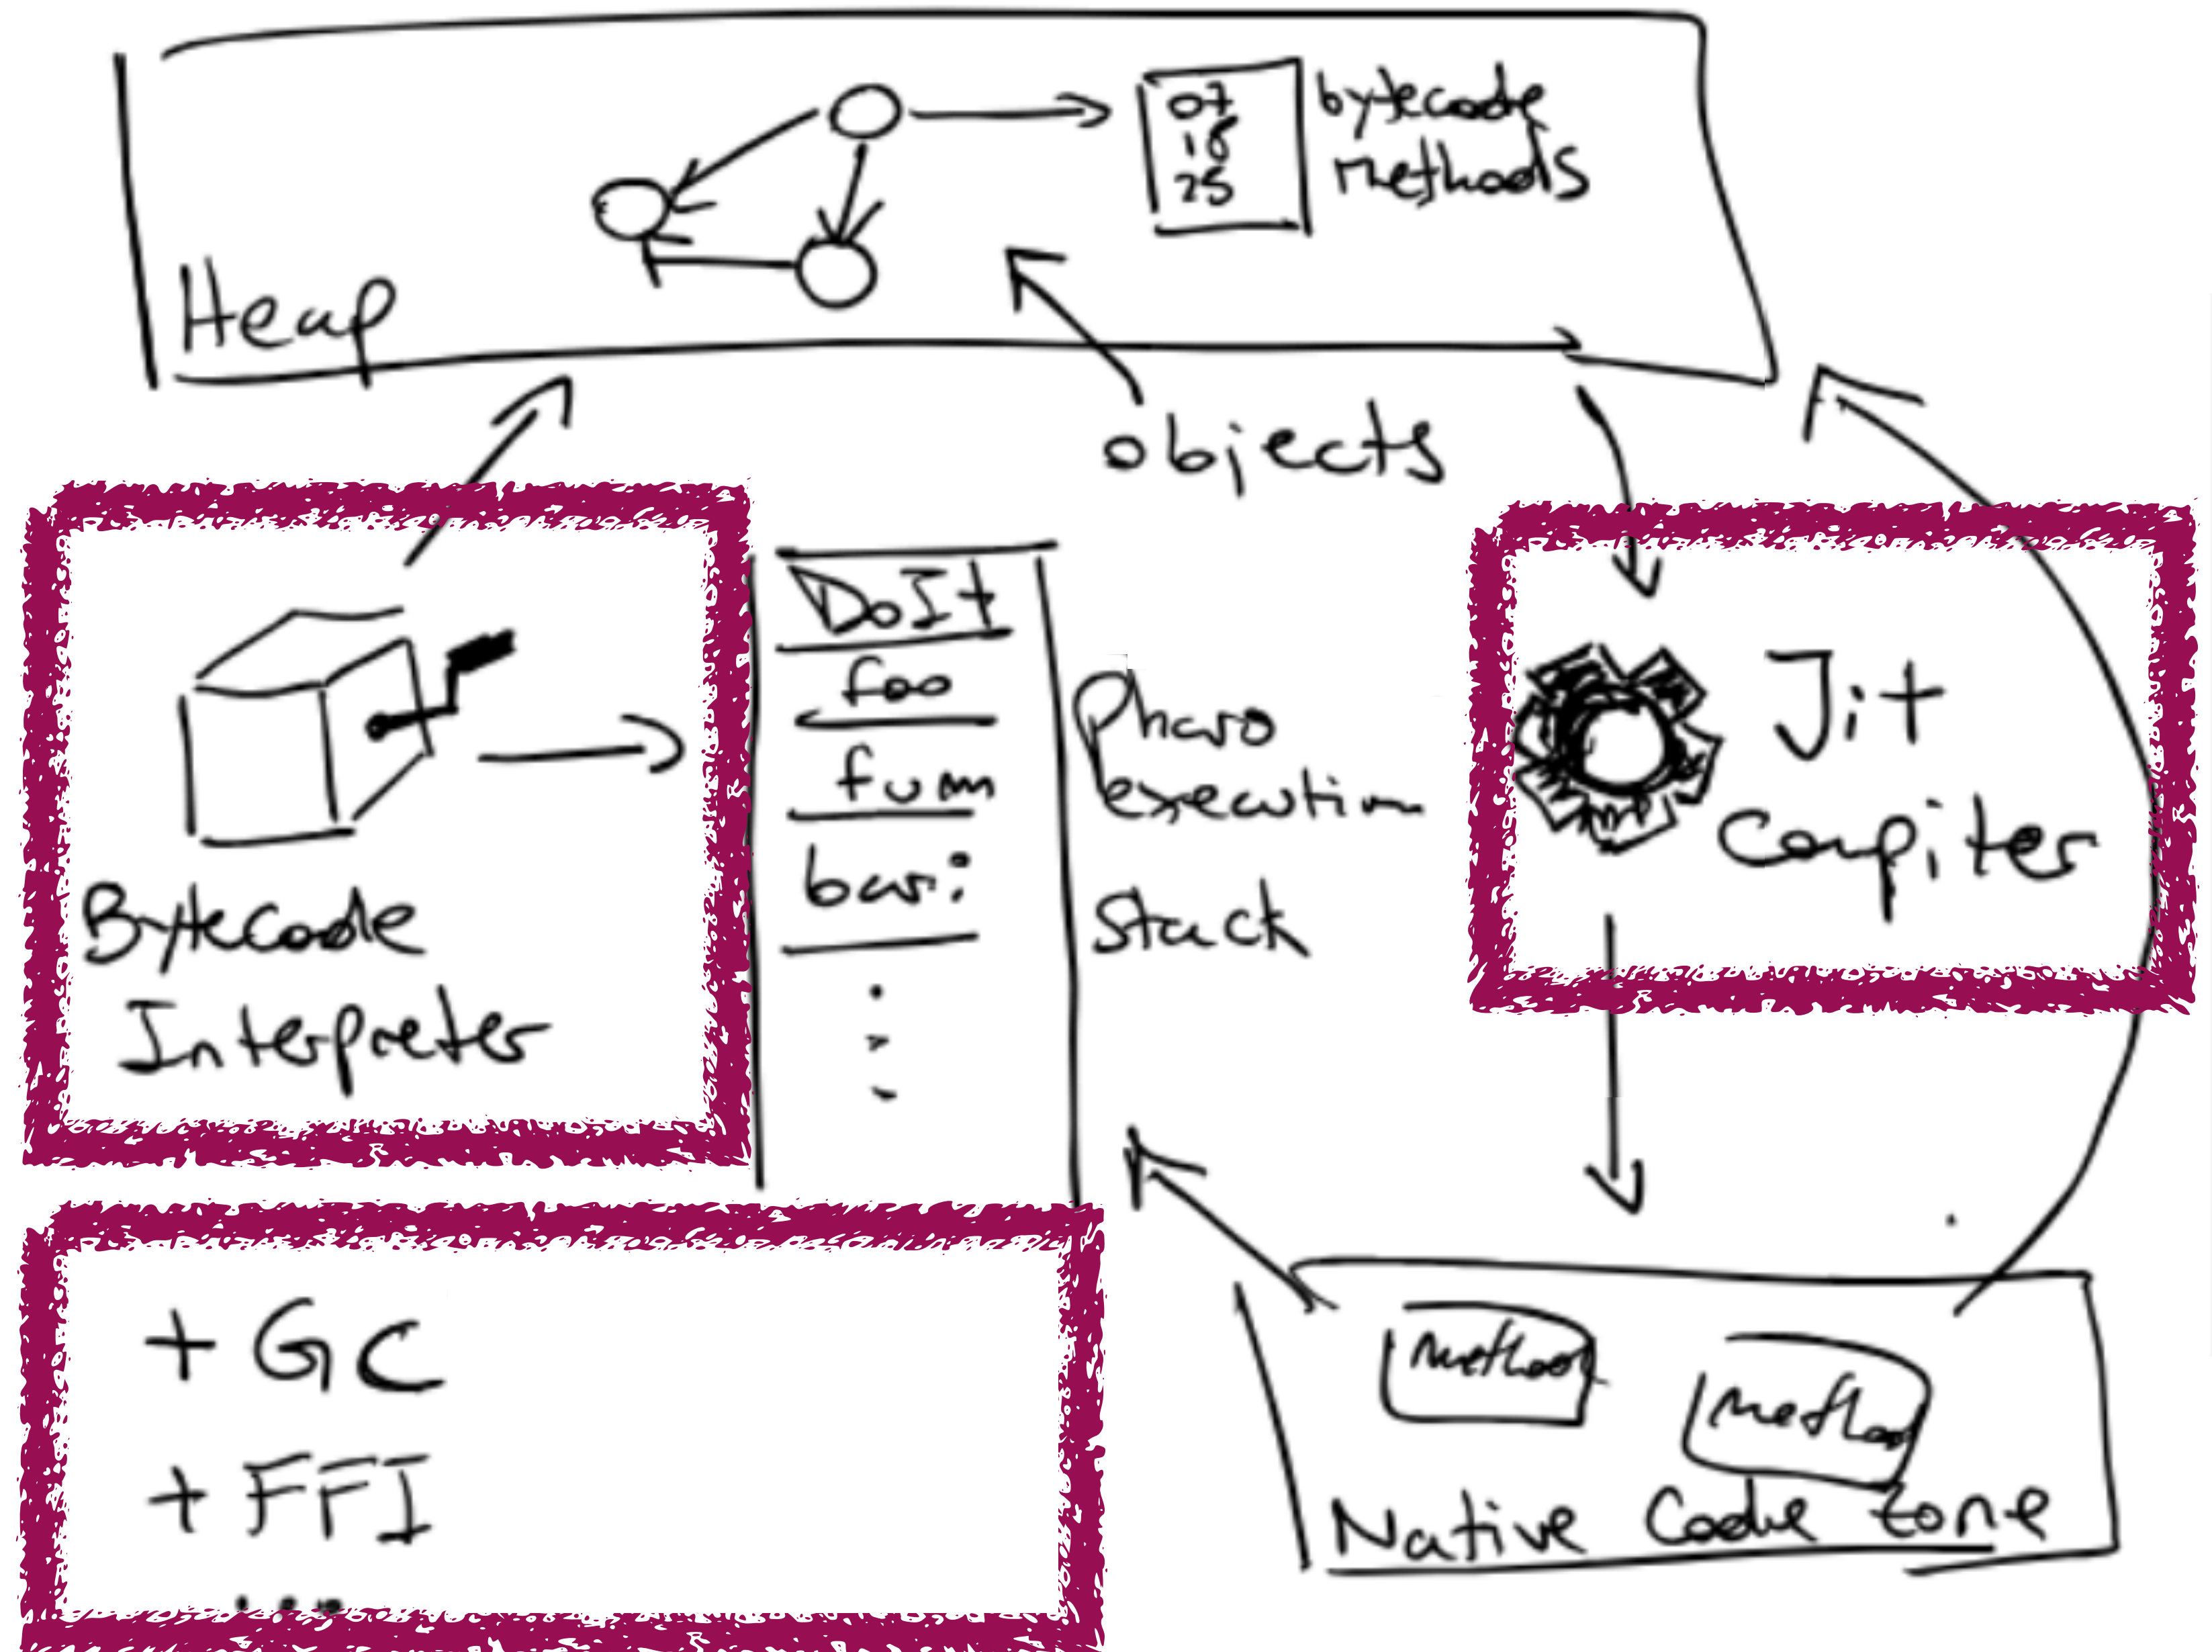 07
18
25
bytecode
methods
Heap
objects
DoIt
foo
fum
bar:
Pharo
execution
stack
Bytecode
Interpreter
Jit
Compiler
+ GC
+ FFI
...
method
method
Native Code Zone